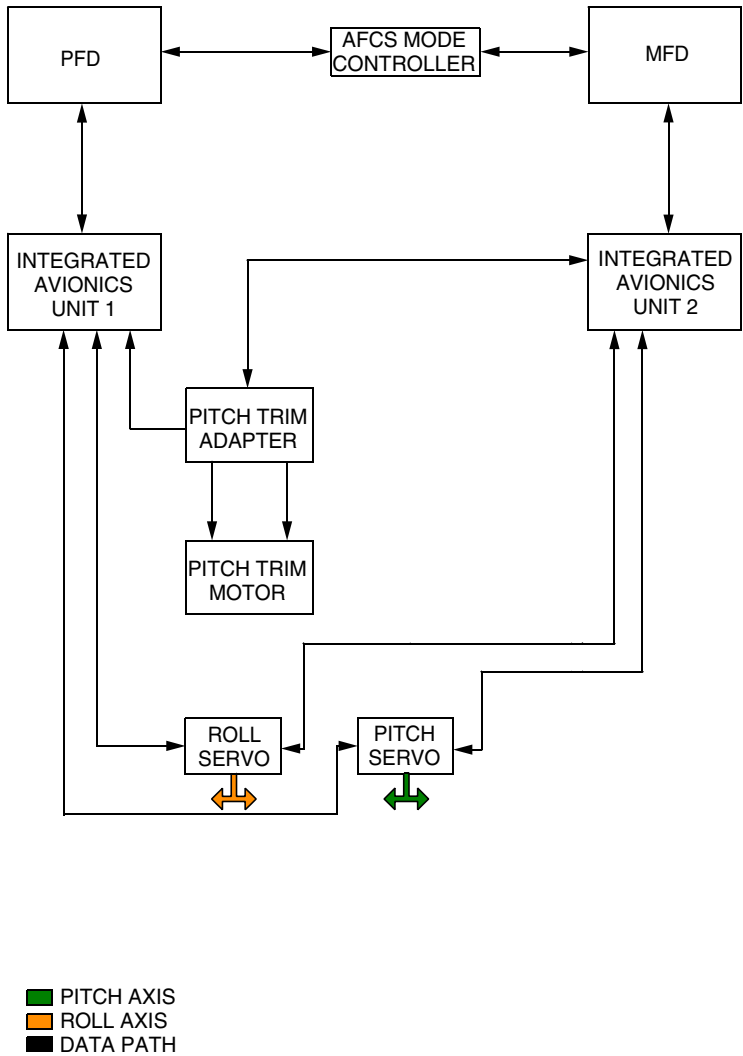 PFD
AFCS MODE
CONTROLLER
MFD
INTEGRATED
AVIONICS
UNIT 1
INTEGRATED
AVIONICS
UNIT 2
PITCH TRIM
ADAPTER
PITCH TRIM
MOTOR
ROLL
SERVO
PITCH
SERVO
PITCH AXIS
ROLL AXIS
DATA PATH